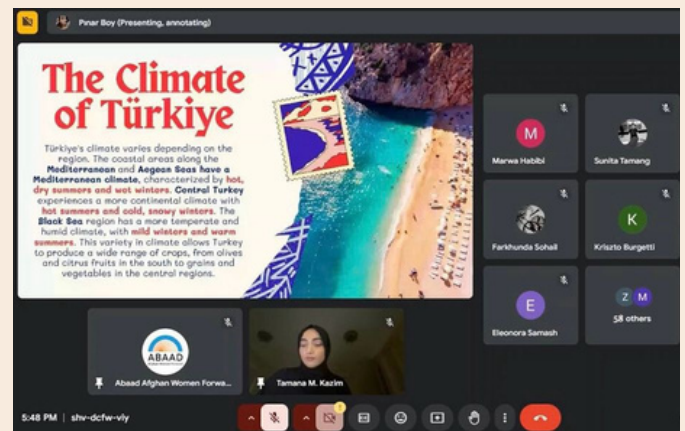 Pınar Boy (Presenting, annotating)
The Climate
of Türkiye
Türkiye's climate varies depending on the
region. The coastal areas along the
Mediterranean and Aegean Seas have a
Mediterranean climate, characterized by hot,
dry summers and wet winters. Central Turkey
experiences a more continental climate with
hot summers and cold, snowy winters. The
Black Sea region has a more temperate and
humid climate, with mild winters and warm
summers. This variety in climate allows Turkey
to produce a wide range of crops, from olives
and citrus fruits in the south to grains and
vegetables in the central regions.
M
Marwa Habibi
Sunita Tamang
Farkhunda Sohail
K
Kriszto Burgetti
E
Eleonora Samash
Z M
58 others
ABAAD
Abaad Afghan Women Forwa...
Tamana M. Kazim
5:48 PM | shv-dcfw-viy